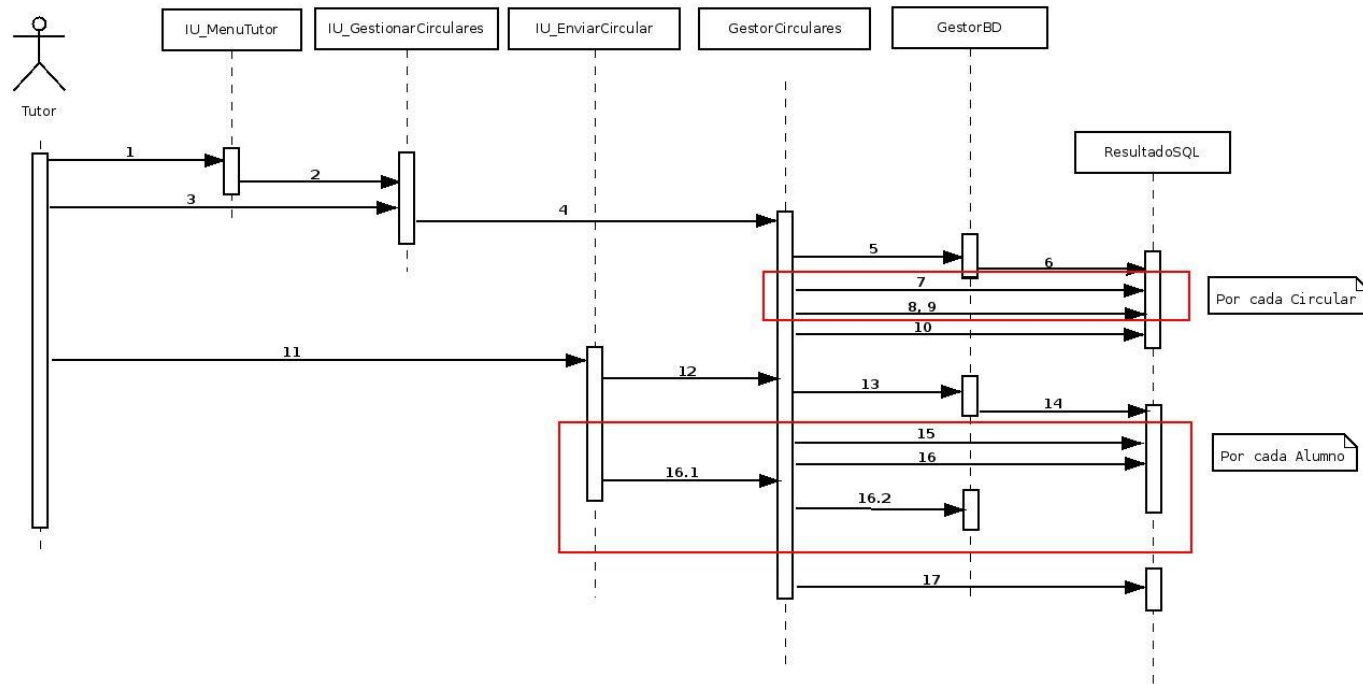 IU_MenuTutor
IU_GestionarCirculares
IU_EnviarCircular
GestorCirculares
GestorBD
Tutor
ResultadoSQL
1
2
3
4
5
6
7
Por cada Circular
8, 9
10
11
12
13
14
15
Por cada Alumno
16
16.1
16.2
17